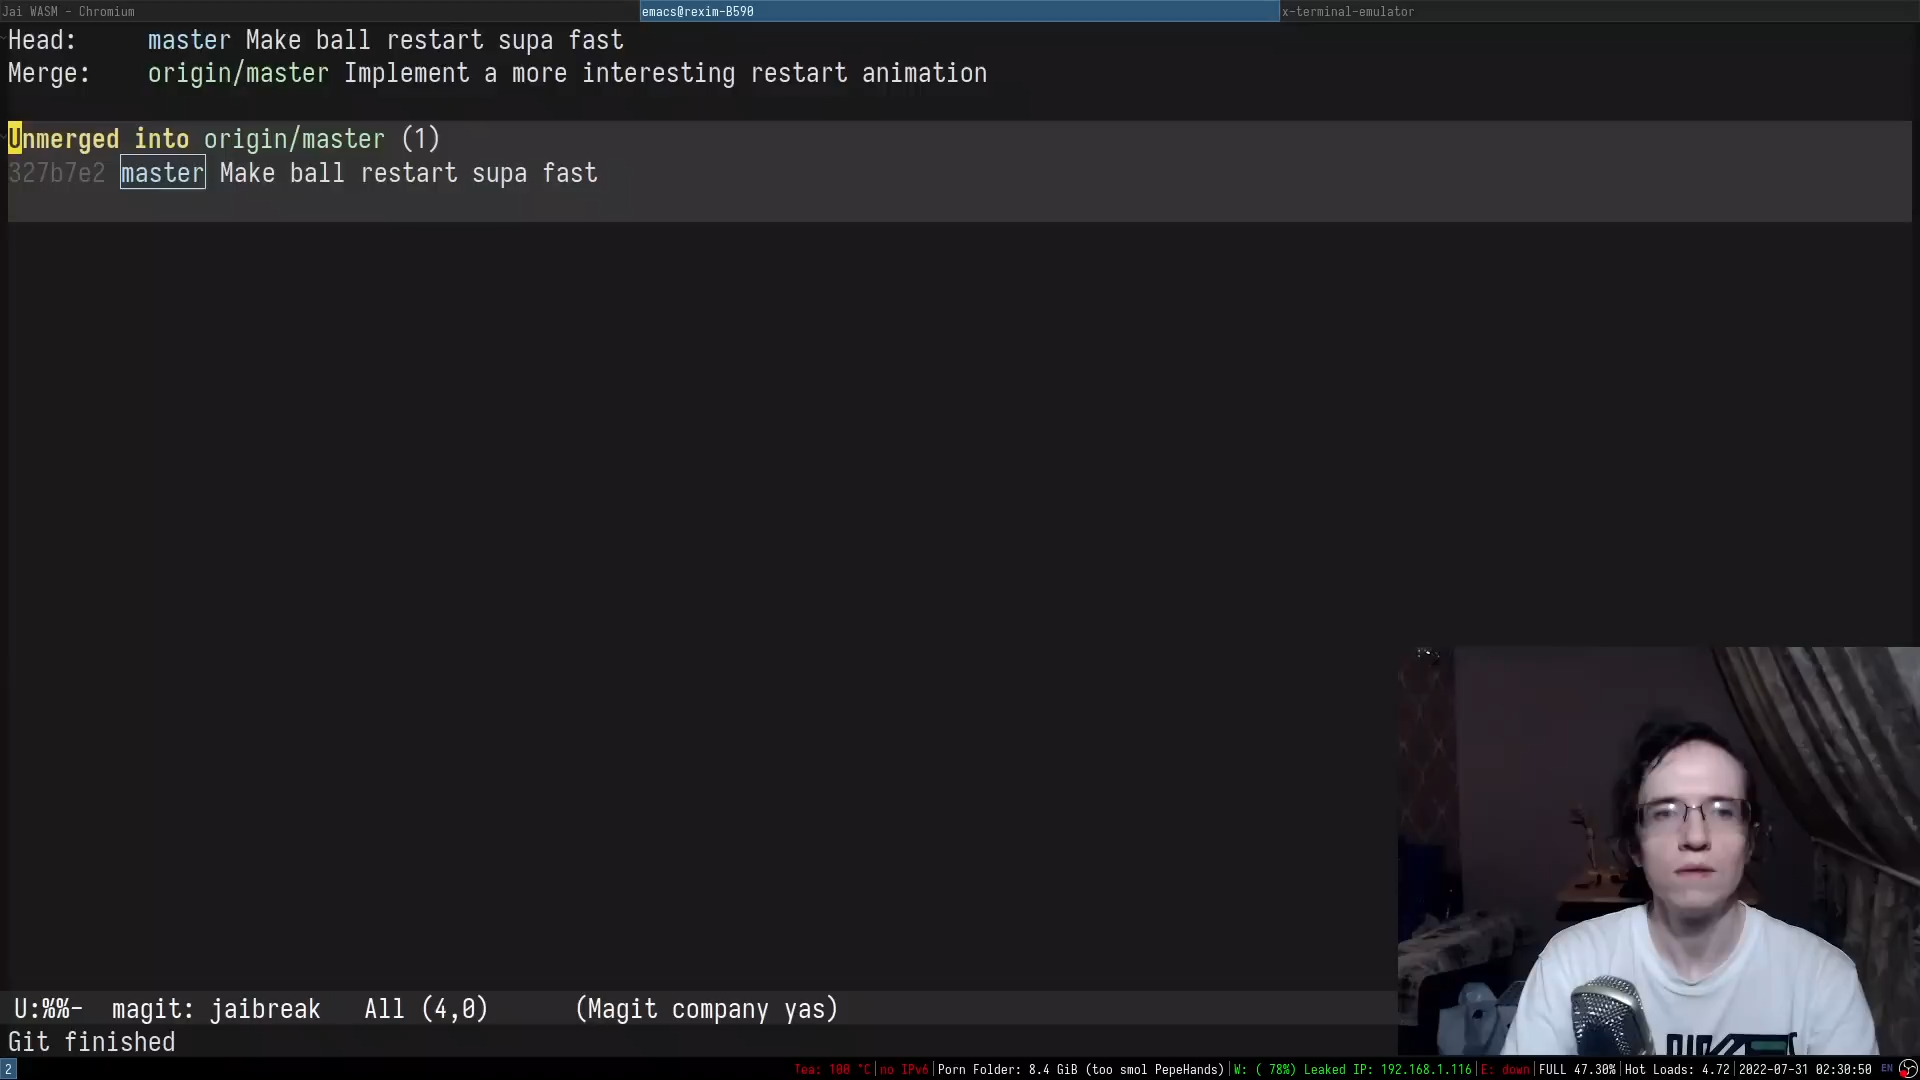 Jai WASM - Chromium emacs@rexim-B590 x-terminal-emulator
Head: master Make ball restart supa fast
Merge: origin/master Implement a more interesting restart animation
Unmerged into origin/master (1)
327b7e2 master Make ball restart supa fast
U:%%- magit: jaibreak All (4,0) (Magit company yas)
Git finished
2 Tea: 100 °C|no IPv6|Porn Folder: 8.4 GiB (too smol PepeHands)|W: ( 78%) Leaked IP: 192.168.1.116|E: down|FULL 47.30%|Hot Loads: 4.72|2022-07-31 02:30:50 EN